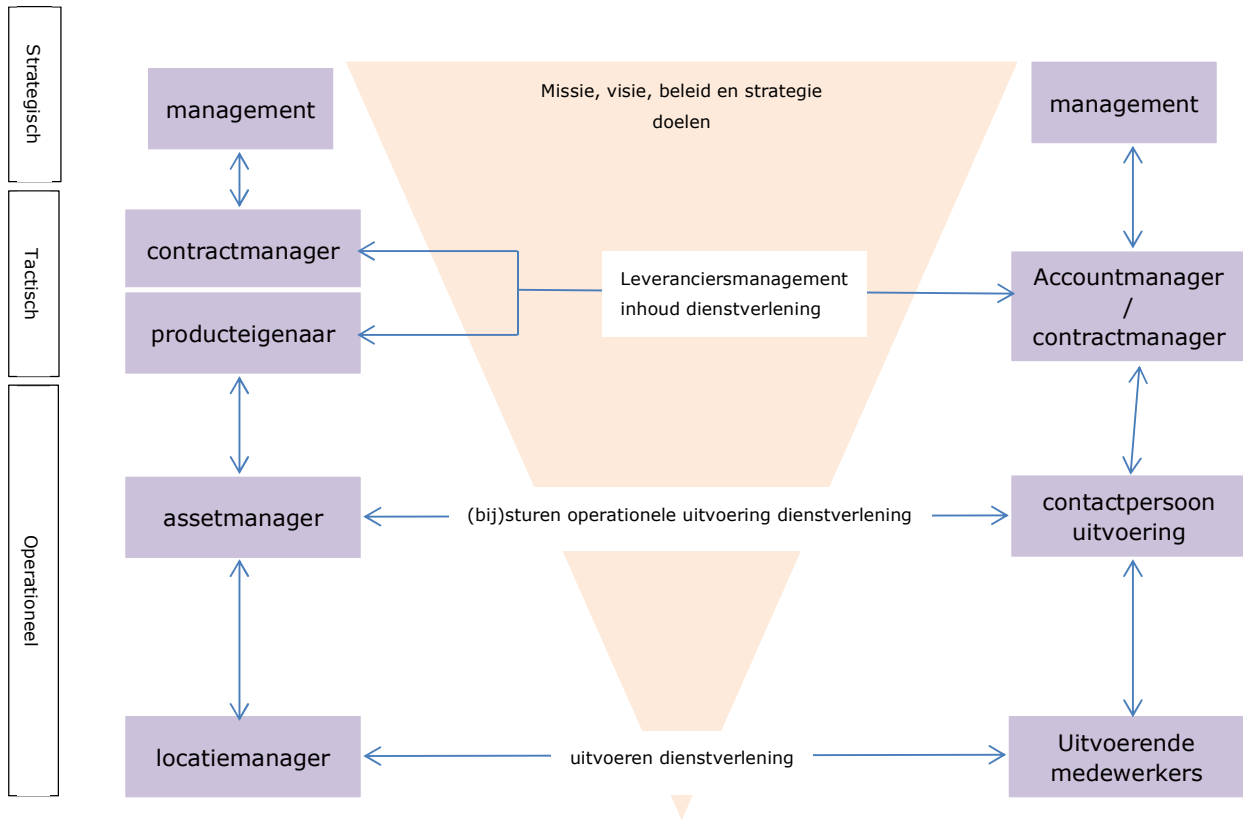 Strategisch
management
Missie, visie, beleid en strategie
doelen
management
Tactisch
contractmanager
producteigenaar
Leveranciersmanagement
inhoud dienstverlening
Accountmanager
/
contractmanager
Operationeel
assetmanager
(bij)sturen operationele uitvoering dienstverlening
contactpersoon
uitvoering
locatiemanager
uitvoeren dienstverlening
Uitvoerende
medewerkers